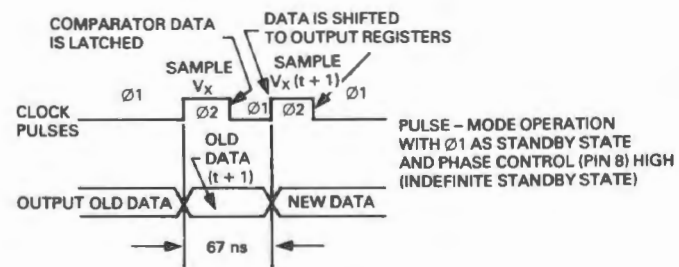 COMPARATOR DATA
IS LATCHED
DATA IS SHIFTED
TO OUTPUT REGISTERS
SAMPLE
VX
SAMPLE
VX (t + 1)
Ø1
Ø2
Ø1
Ø2
Ø1
CLOCK
PULSES
OLD
DATA
(t + 1)
PULSE – MODE OPERATION
WITH Ø1 AS STANDBY STATE
AND PHASE CONTROL (PIN 8) HIGH
(INDEFINITE STANDBY STATE)
OUTPUT OLD DATA
NEW DATA
67 ns